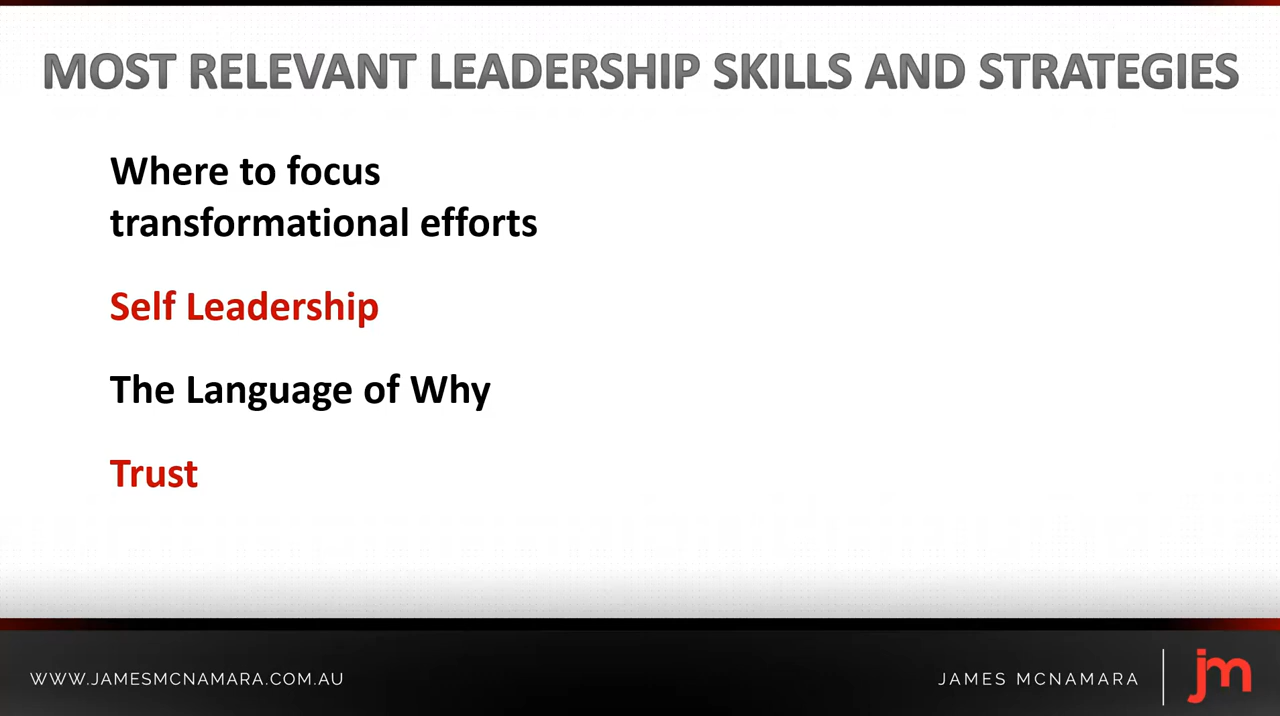 MOST RELEVANT LEADERSHIP SKILLS AND STRATEGIES
Where to focus
transformational efforts
Self Leadership
The Language of Why
Trust
WWW.JAMESMCNAMARA.COM.AU
JAMES MCNAMARA
jm